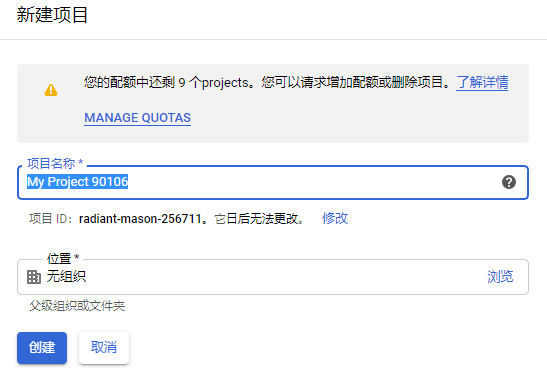 新建项目
您的配额中还剩 9 个projects。您可以请求增加配额或删除项目。了解详情
MANAGE QUOTAS
项目名称 *
My Project 90106
项目 ID：radiant-mason-256711。它日后无法更改。 修改
位置 *
无组织 浏览
父级组织或文件夹
创建 取消